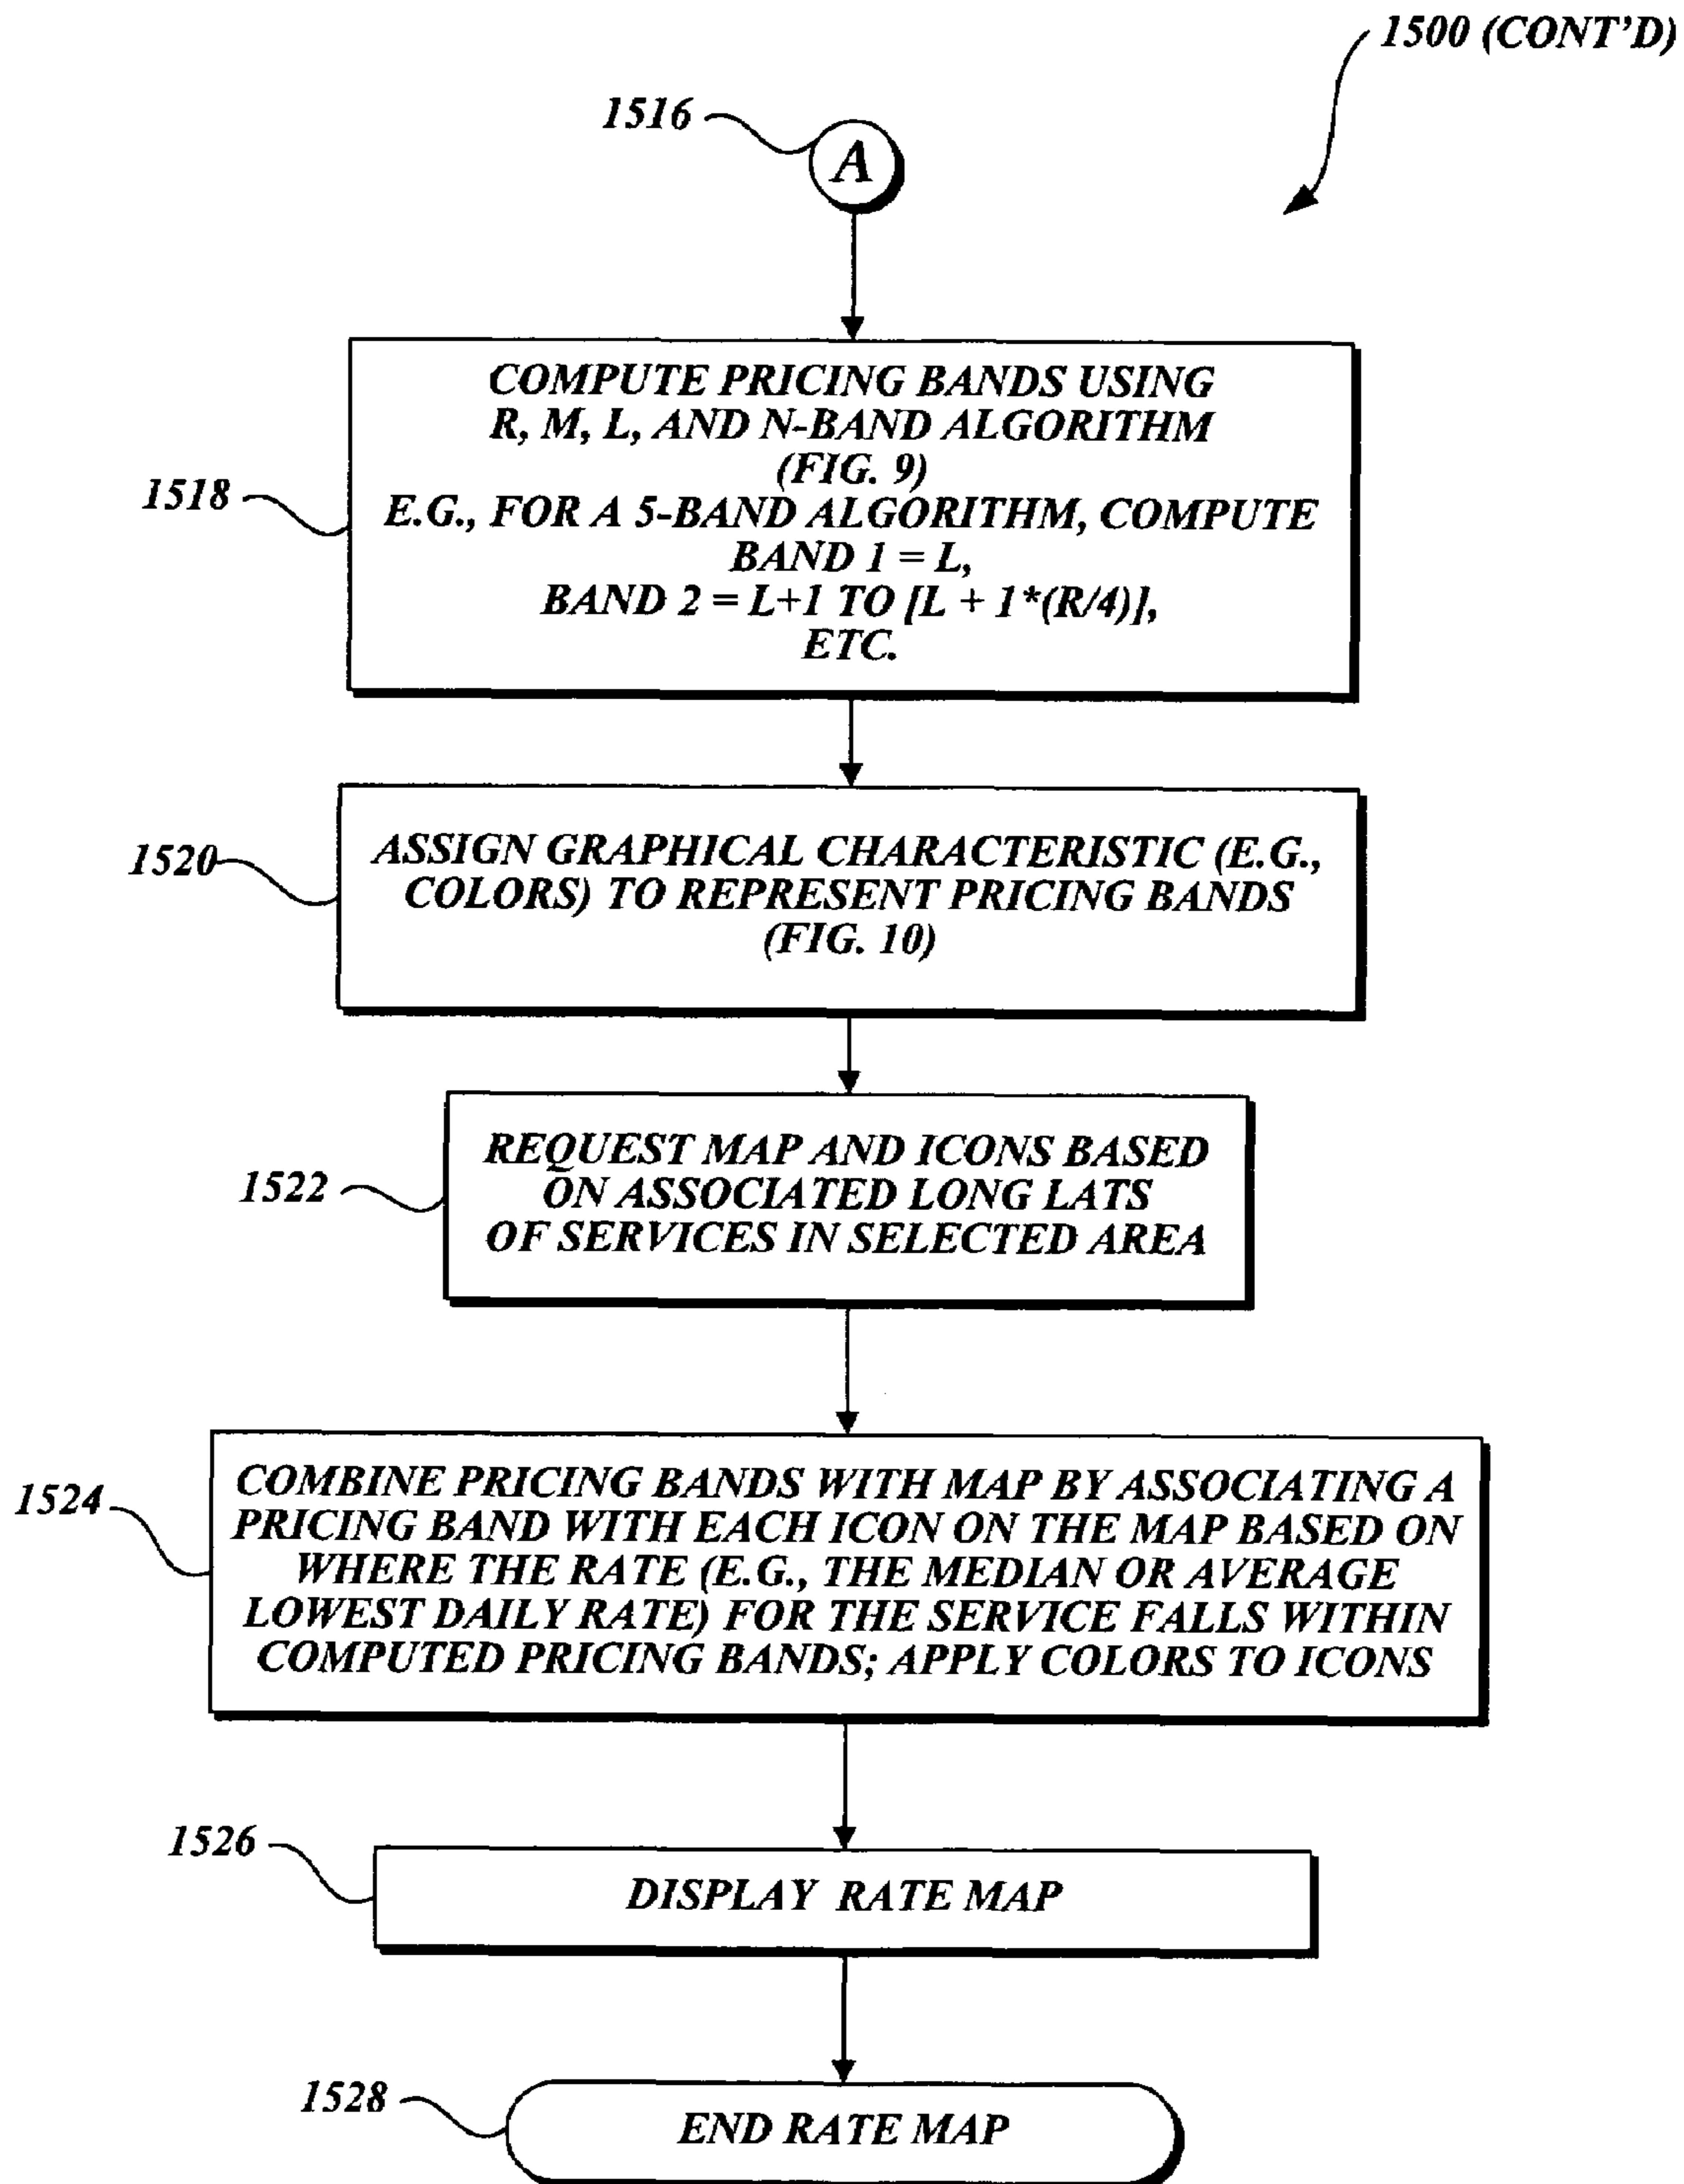 1500 (CONT'D)
1516
A
COMPUTE PRICING BANDS USING
R, M, L, AND N-BAND ALGORITHM
(FIG. 9)
1518
E.G., FOR A 5-BAND ALGORITHM, COMPUTE
BAND 1 = L,
BAND 2 = L+1 TO [L + 1*(R/4)],
ETC.
1520
ASSIGN GRAPHICAL CHARACTERISTIC (E.G.,
COLORS) TO REPRESENT PRICING BANDS
(FIG. 10)
1522
REQUEST MAP AND ICONS BASED
ON ASSOCIATED LONG LATS
OF SERVICES IN SELECTED AREA
1524
COMBINE PRICING BANDS WITH MAP BY ASSOCIATING A
PRICING BAND WITH EACH ICON ON THE MAP BASED ON
WHERE THE RATE (E.G., THE MEDIAN OR AVERAGE
LOWEST DAILY RATE) FOR THE SERVICE FALLS WITHIN
COMPUTED PRICING BANDS; APPLY COLORS TO ICONS
1526
DISPLAY RATE MAP
1528
END RATE MAP